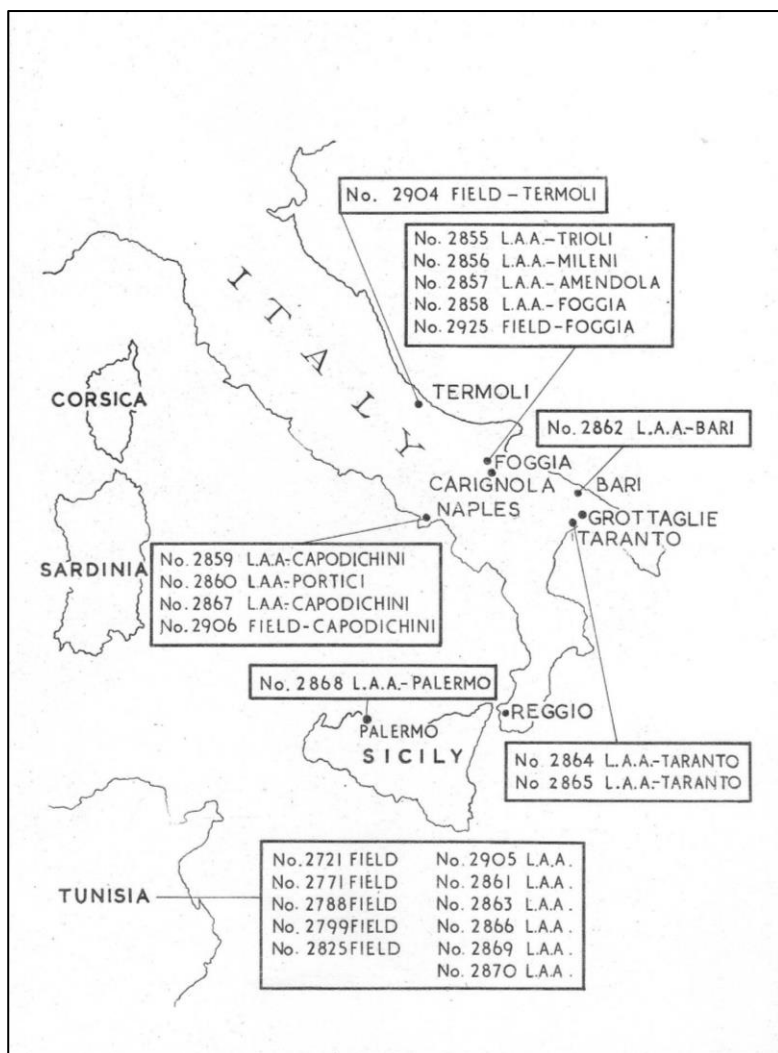 No. 2904 FIELD – TERMOLI
No. 2855 L.A.A.–TRIOLI
No. 2856 L.A.A.–MILENI
No. 2857 L.A.A.–AMENDOLA
No. 2858 L.A.A.–FOGGIA
No. 2925 FIELD–FOGGIA
ITALY
CORSICA
TERMOLI
No. 2862 L.A.A.–BARI
FOGGIA
CARIGNOLA
BARI
NAPLES
GROTTAGLIE
TARANTO
SARDINIA
No. 2859 L.A.A–CAPODICHINI
No. 2860 L.A.A–PORTICI
No. 2867 L.A.A–CAPODICHINI
No. 2906 FIELD–CAPODICHINI
No. 2868 L.A.A.–PALERMO
REGGIO
PALERMO
SICILY
No. 2864 L.A.A.–TARANTO
No 2865 L.A.A.–TARANTO
TUNISIA
No. 2721 FIELD
No. 2771 FIELD
No. 2788 FIELD
No. 2799 FIELD
No. 2825 FIELD
No. 2905 L.A.A.
No. 2861 L.A.A.
No. 2863 L.A.A.
No. 2866 L.A.A.
No. 2869 L.A.A.
No. 2870 L.A.A.